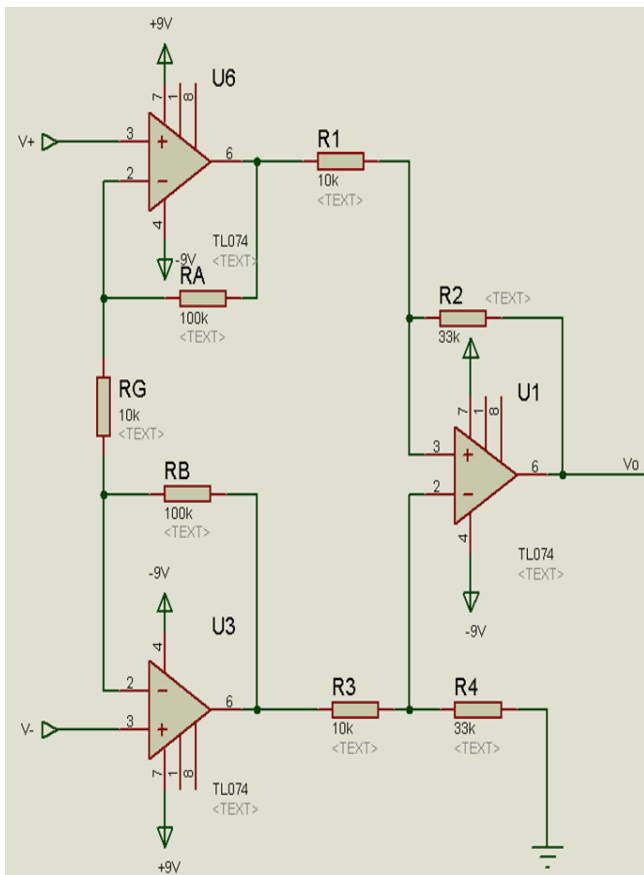 +9V
U6
7
1
8
V+
3
+
6
2
−
4
-9V
TL074
<TEXT>
R1
10k
<TEXT>
RA
100k
<TEXT>
R2
<TEXT>
33k
RG
10k
<TEXT>
U1
7
1
8
3
+
6
Vo
2
−
4
TL074
<TEXT>
-9V
RB
100k
<TEXT>
-9V
U3
4
2
−
6
V-
3
+
7
1
8
TL074
<TEXT>
+9V
R3
10k
<TEXT>
R4
33k
<TEXT>